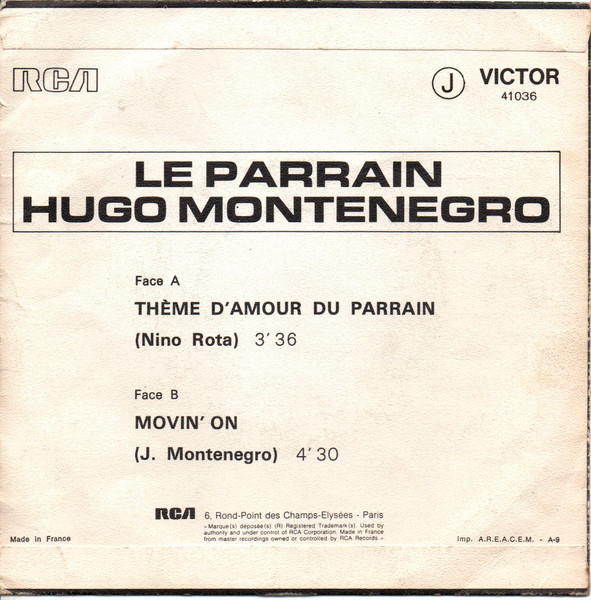 RCA
J VICTOR
41036
LE PARRAIN
HUGO MONTENEGRO
Face A
THÈME D'AMOUR DU PARRAIN
(Nino Rota) 3'36
Face B
MOVIN' ON
(J. Montenegro) 4'30
RCA 6, Rond-Point des Champs-Elysées - Paris
«Marque(s) déposée(s) (R) Registered Trademark(s). Used by
authority and under control of RCA Corporation. Made in France
from master recordings owned or controlled by RCA Records.»
Made in France
Imp. A.R.E.A.C.E.M. - A-9